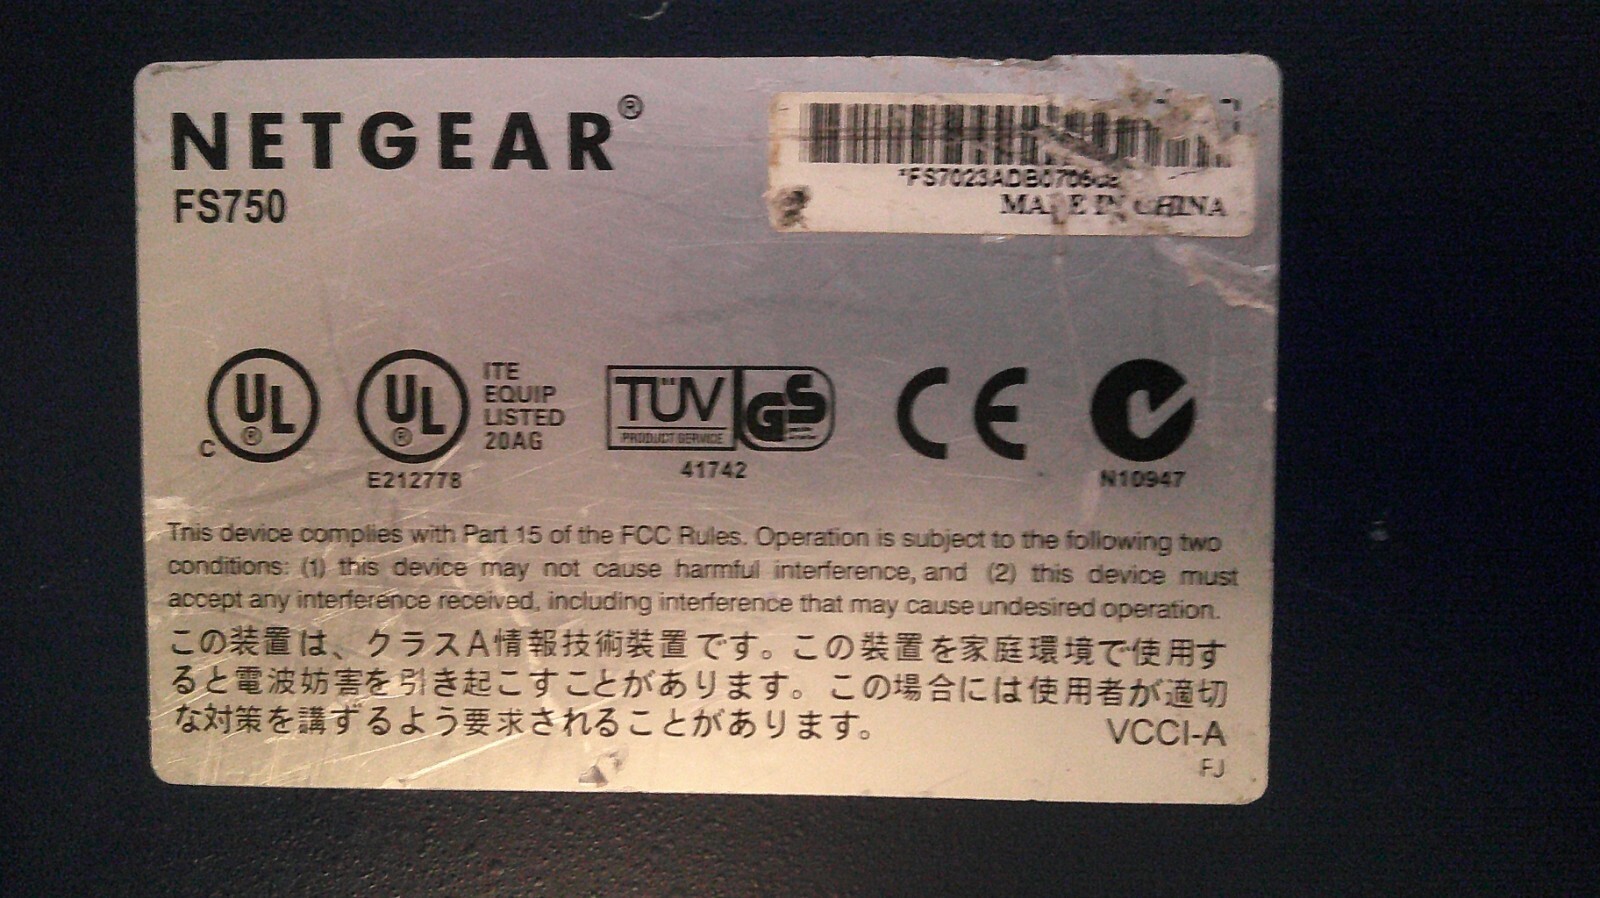 NETGEAR®
FS750
MADE IN CHINA
C UL ®
UL ®
ITE
EQUIP
LISTED
20AG
E212778
TÜV
PRODUCT SERVICE
GS
41742
CE
N10947
This device complies with Part 15 of the FCC Rules. Operation is subject to the following two
conditions: (1) this device may not cause harmful interference, and (2) this device must
accept any interference received, including interference that may cause undesired operation.
この装置は、クラスA情報技術装置です。この装置を家庭環境で使用す
ると電波妨害を引き起こすことがあります。この場合には使用者が適切
な対策を講ずるよう要求されることがあります。
VCCI-A
FJ